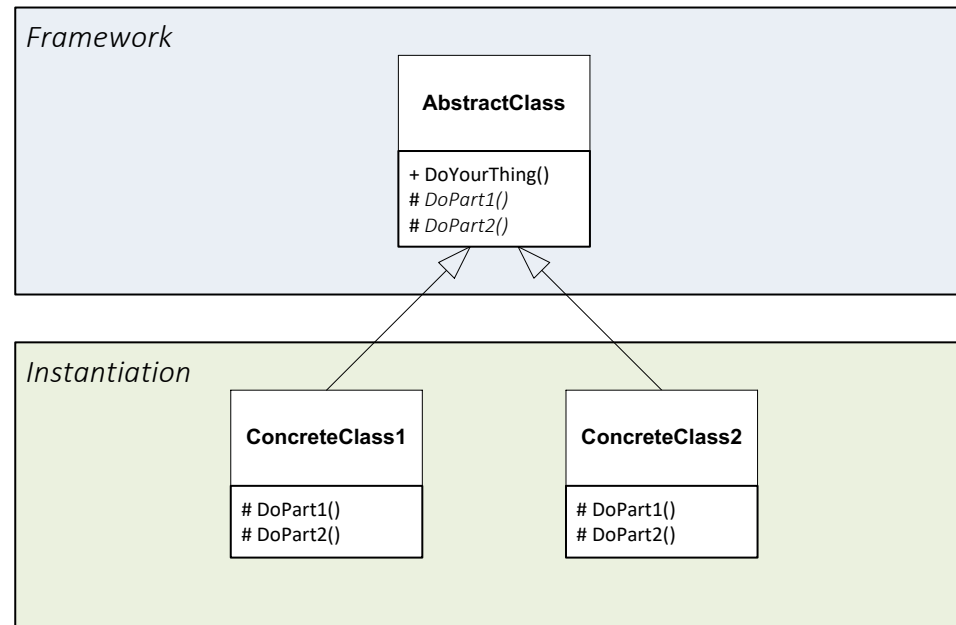 Framework
AbstractClass
+ DoYourThing()
# DoPart1()
# DoPart2()
Instantiation
ConcreteClass1
# DoPart1()
# DoPart2()
ConcreteClass2
# DoPart1()
# DoPart2()